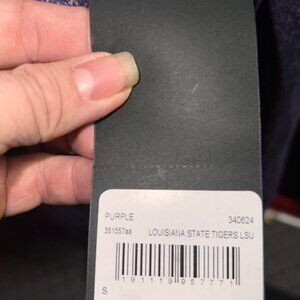 PURPLE 340624
381557aa LOUISIANA STATE TIGERS LSU
191119957771
S